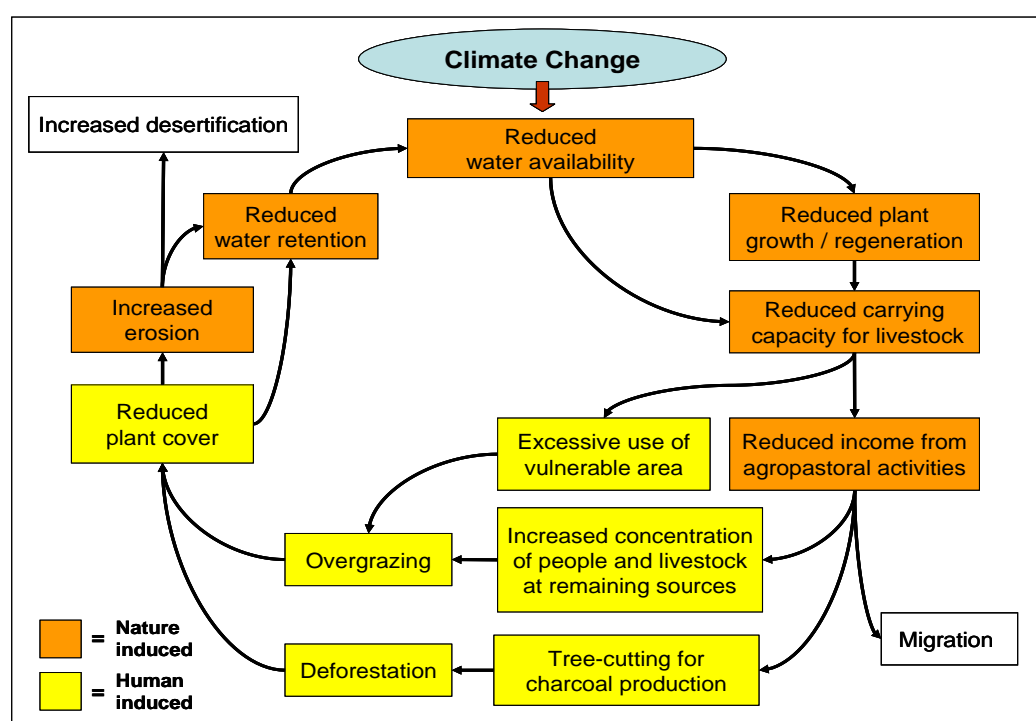 Climate Change
Increased desertification
Reduced
water availability
Reduced
water retention
Reduced plant
growth / regeneration
Increased
erosion
Reduced carrying
capacity for livestock
Reduced
plant cover
Excessive use of
vulnerable area
Reduced income from
agropastoral activities
Overgrazing
Increased concentration
of people and livestock
at remaining sources
= Nature
induced
Deforestation
Tree-cutting for
charcoal production
Migration
= Human
induced